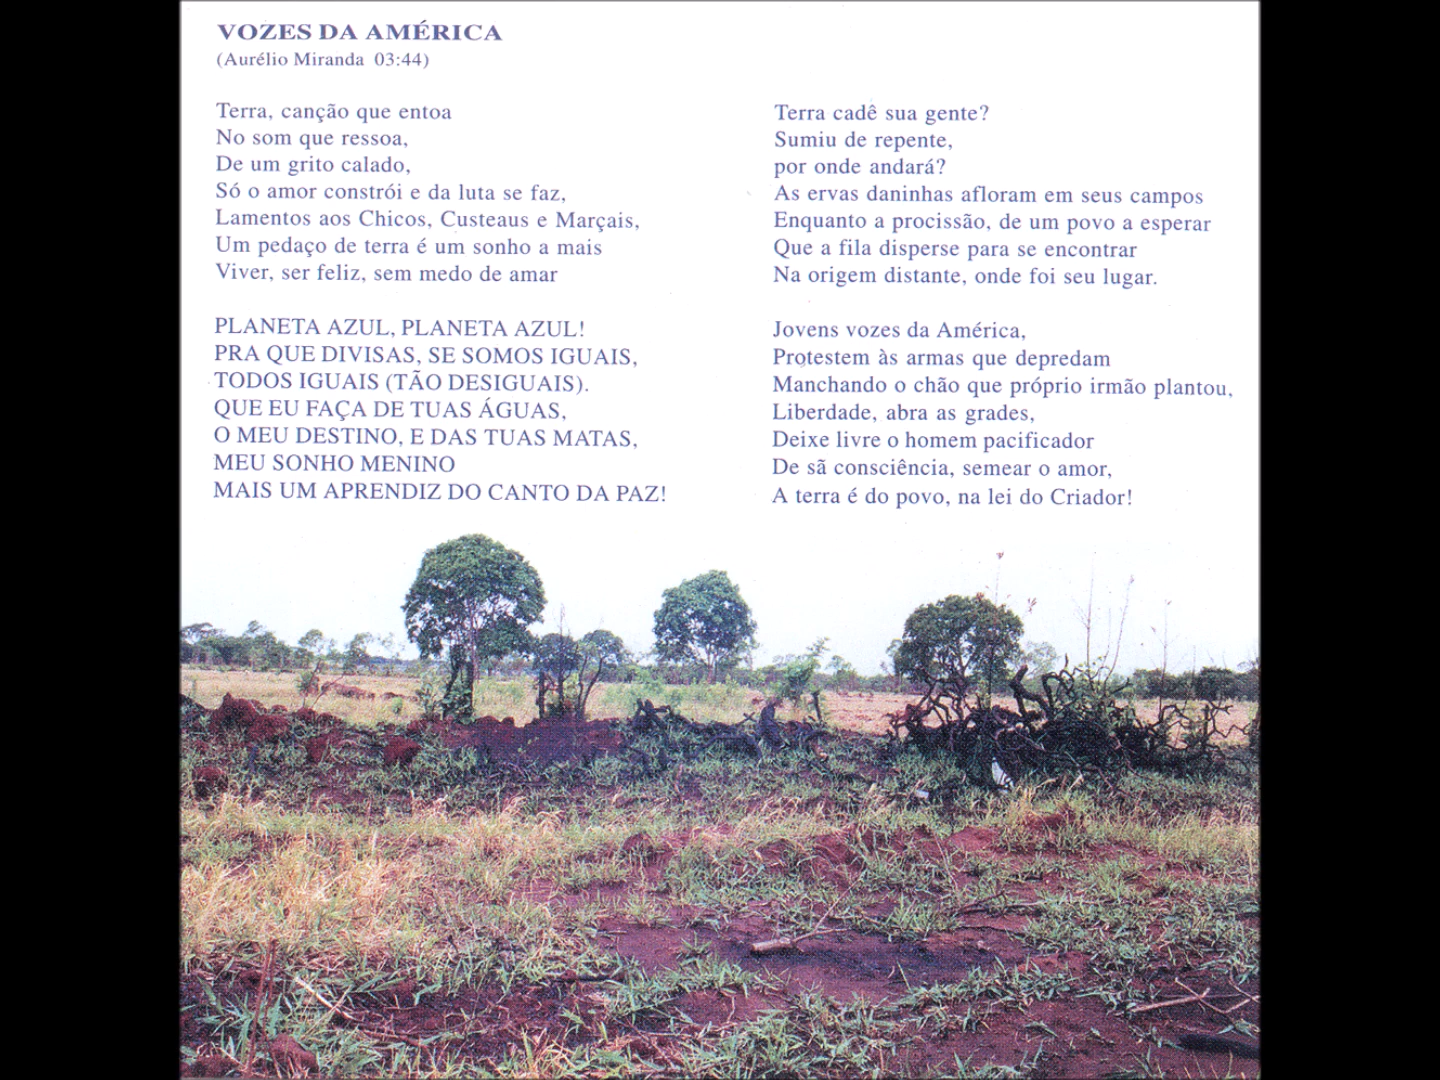 VOZES DA AMÉRICA
(Aurélio Miranda 03:44)
Terra, canção que entoa
No som que ressoa,
De um grito calado,
Só o amor constrói e da luta se faz,
Lamentos aos Chicos, Custeaus e Marçais,
Um pedaço de terra é um sonho a mais
Viver, ser feliz, sem medo de amar
PLANETA AZUL, PLANETA AZUL!
PRA QUE DIVISAS, SE SOMOS IGUAIS,
TODOS IGUAIS (TÃO DESIGUAIS).
QUE EU FAÇA DE TUAS ÁGUAS,
O MEU DESTINO, E DAS TUAS MATAS,
MEU SONHO MENINO
MAIS UM APRENDIZ DO CANTO DA PAZ!
Terra cadê sua gente?
Sumiu de repente,
por onde andará?
As ervas daninhas afloram em seus campos
Enquanto a procissão, de um povo a esperar
Que a fila disperse para se encontrar
Na origem distante, onde foi seu lugar.
Jovens vozes da América,
Protestem às armas que depredam
Manchando o chão que próprio irmão plantou,
Liberdade, abra as grades,
Deixe livre o homem pacificador
De sã consciência, semear o amor,
A terra é do povo, na lei do Criador!